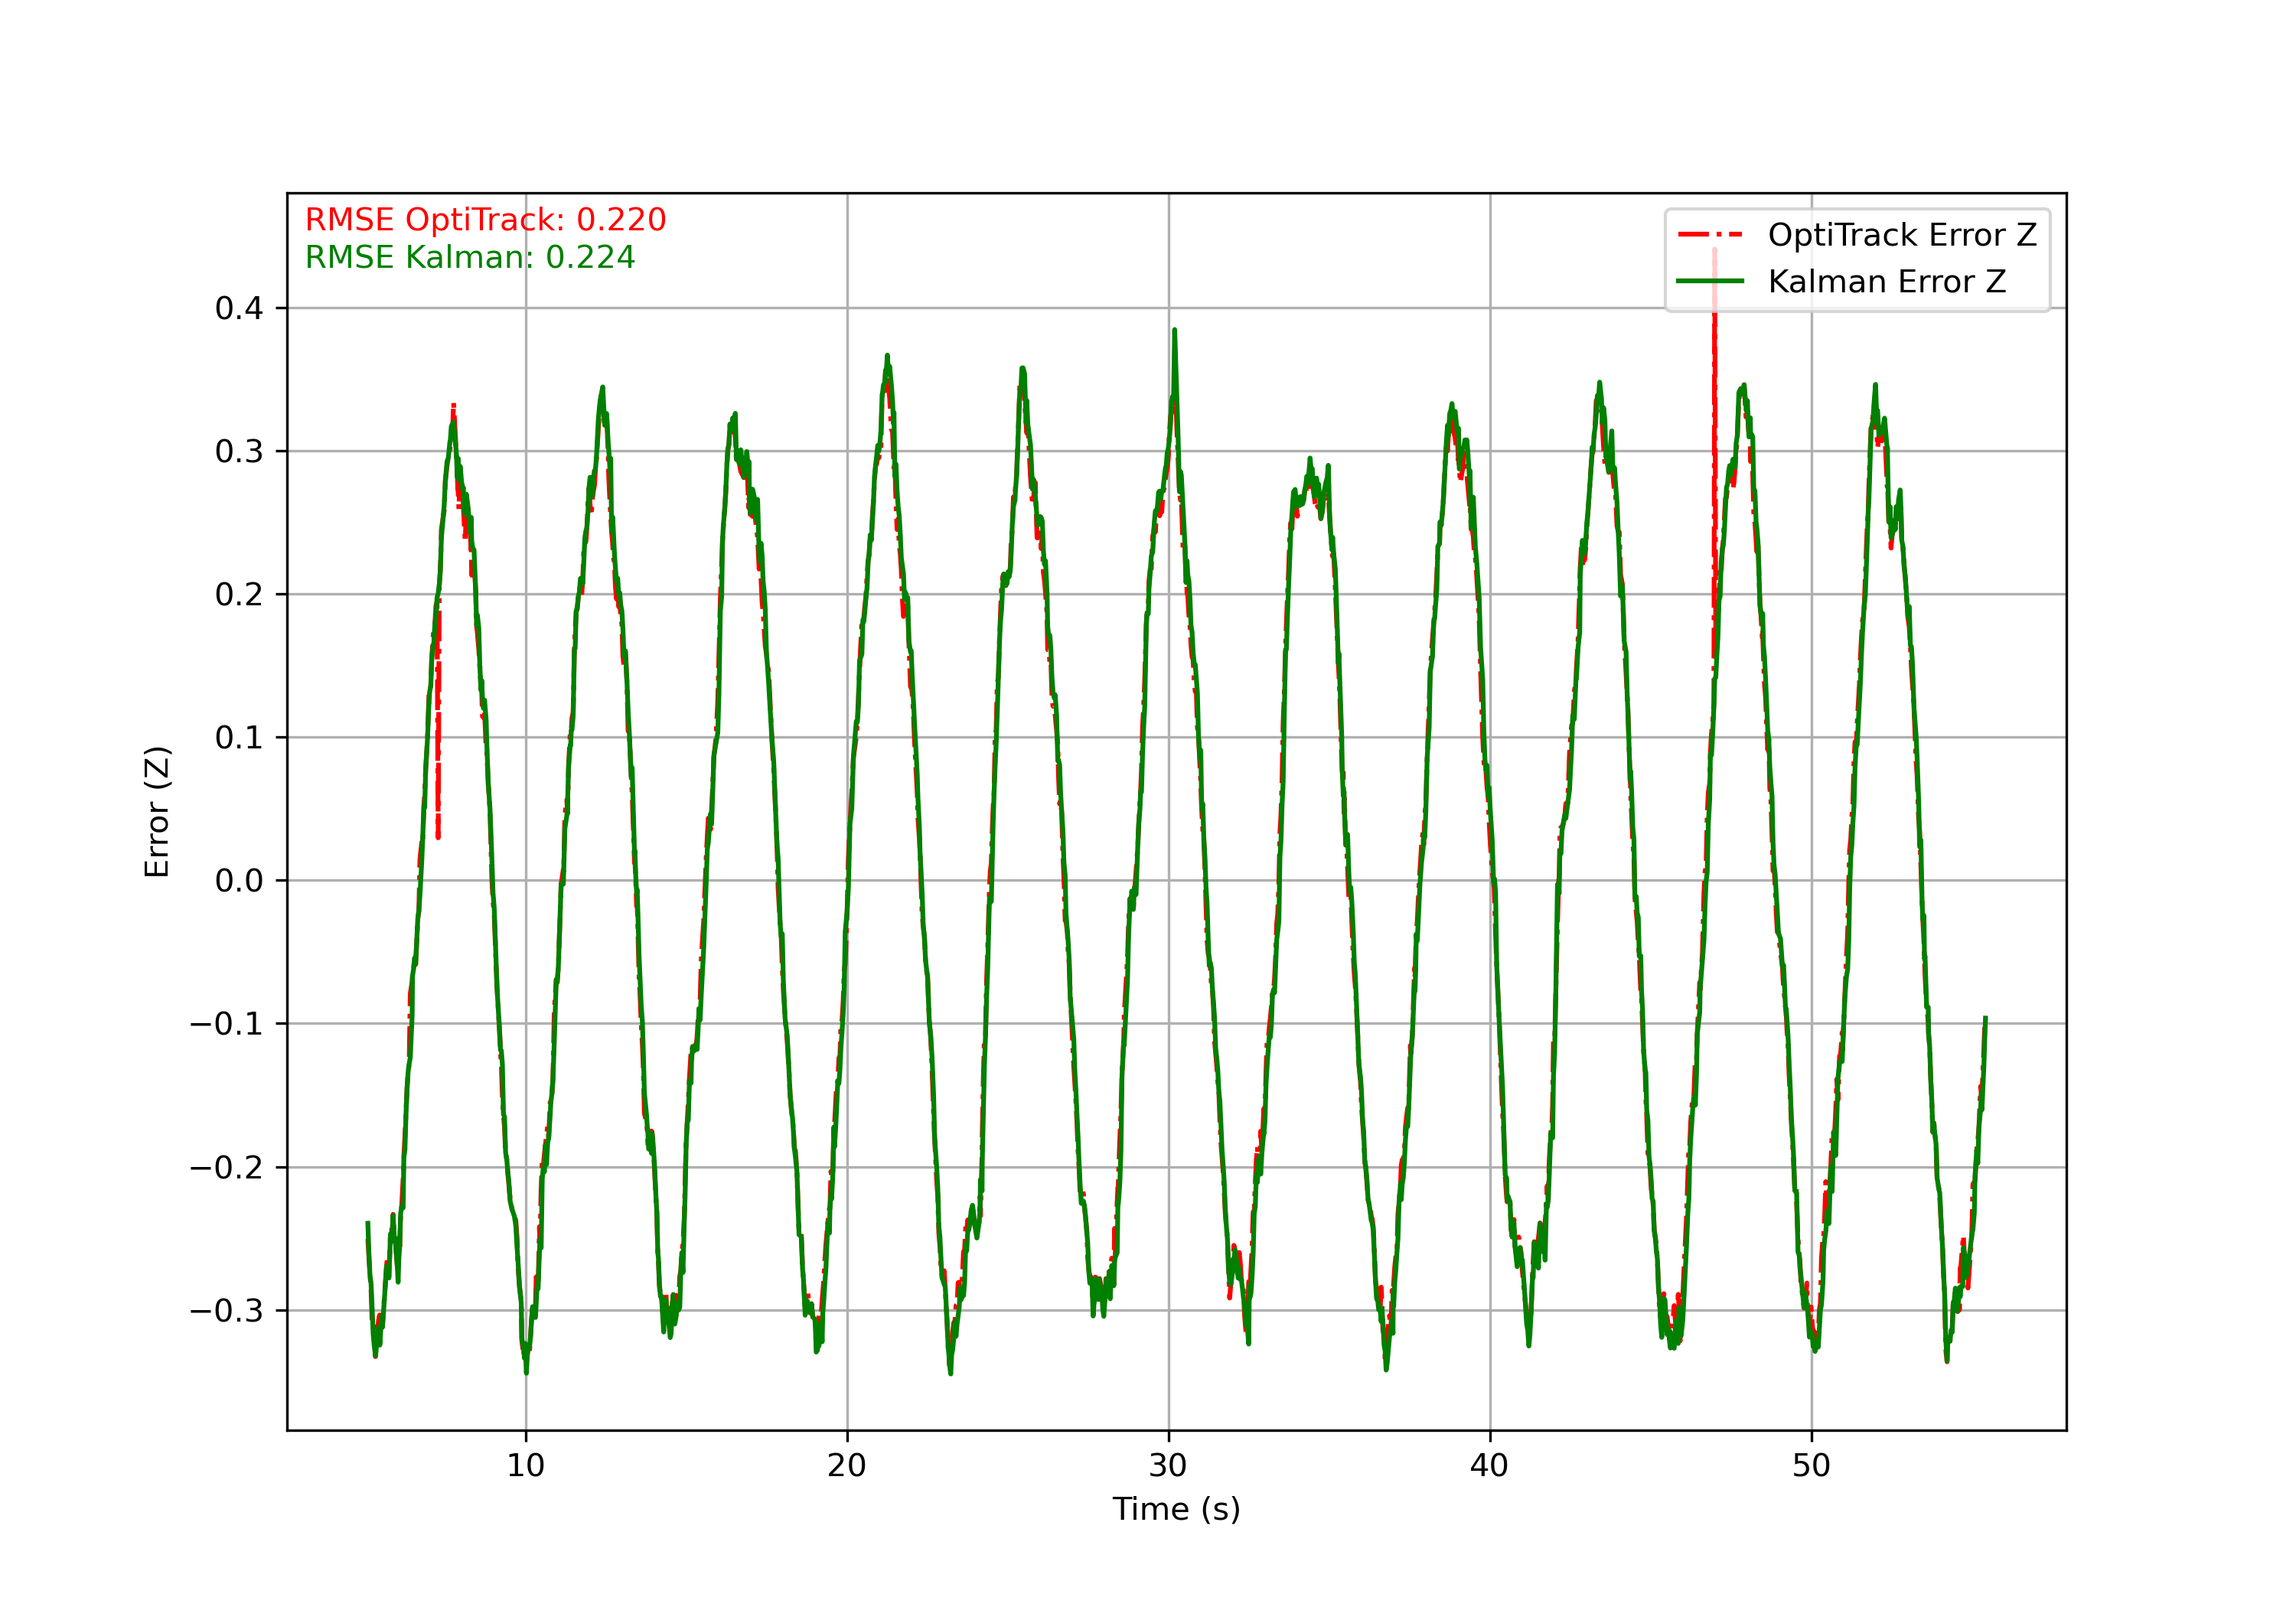 RMSE OptiTrack: 0.220
RMSE Kalman: 0.224
OptiTrack Error Z
Kalman Error Z
0.4
0.3
0.2
0.1
0.0
−0.1
−0.2
−0.3
Error (Z)
10 20 30 40 50
Time (s)